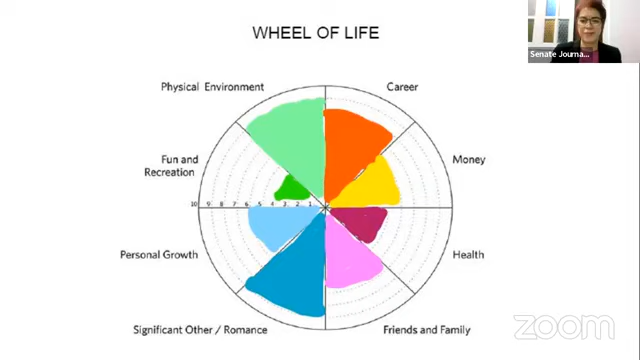 WHEEL OF LIFE
Senate Journa...
Physical Environment
Career
Fun and
Recreation
Money
10 9 8 7 6 5 4 3 2 1
Personal Growth
Health
Significant Other / Romance
Friends and Family
zoom